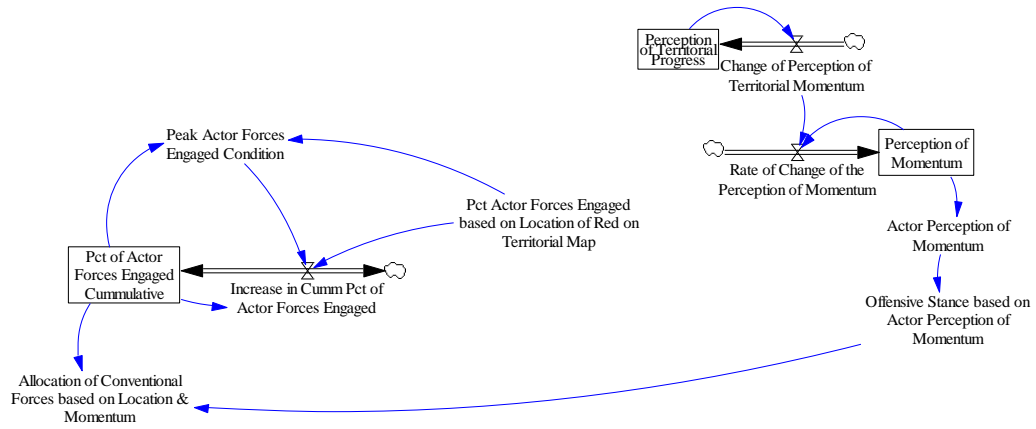 Perception
of Territorial
Progress
Change of Perception of
Territorial Momentum
Peak Actor Forces
Engaged Condition
Perception of
Momentum
Rate of Change of the
Perception of Momentum
Pct Actor Forces Engaged
based on Location of Red on
Territorial Map
Actor Perception of
Momentum
Pct of Actor
Forces Engaged
Cummulative
Increase in Cumm Pct of
Actor Forces Engaged
Offensive Stance based on
Actor Perception of
Momentum
Allocation of Conventional
Forces based on Location &
Momentum